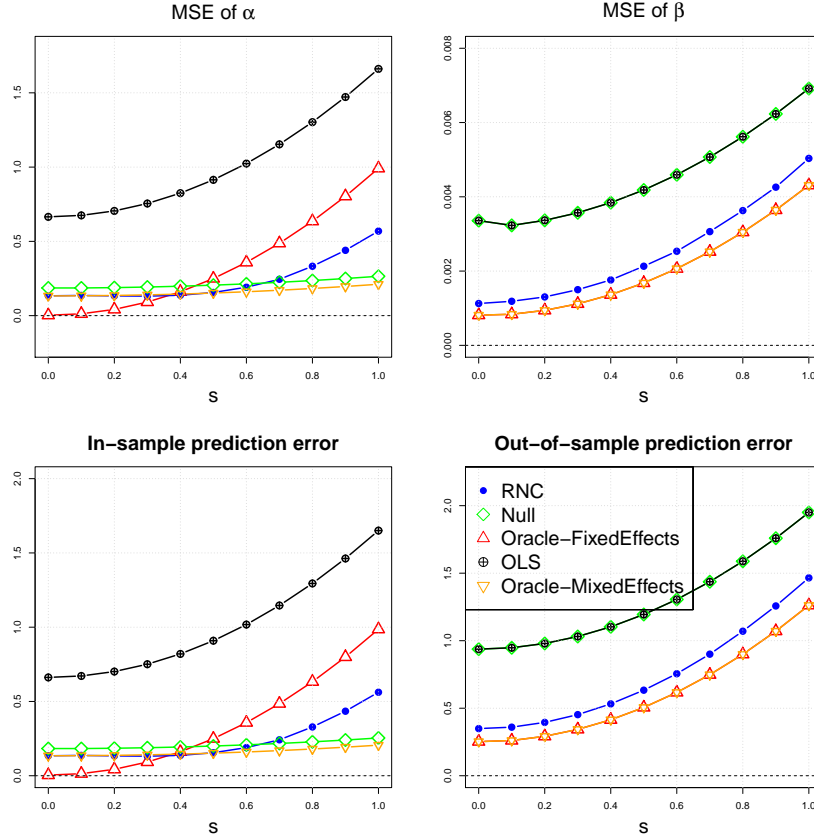 MSE of α
0.0
0.5
1.0
1.5
0.0 0.2 0.4 0.6 0.8 1.0
s
MSE of β
0.000
0.002
0.004
0.006
0.008
0.0 0.2 0.4 0.6 0.8 1.0
s
In−sample prediction error
0.0
0.5
1.0
1.5
2.0
0.0 0.2 0.4 0.6 0.8 1.0
s
Out−of−sample prediction error
0.0
0.5
1.0
1.5
2.0
RNC
Null
Oracle−FixedEffects
OLS
Oracle−MixedEffects
0.0 0.2 0.4 0.6 0.8 1.0
s